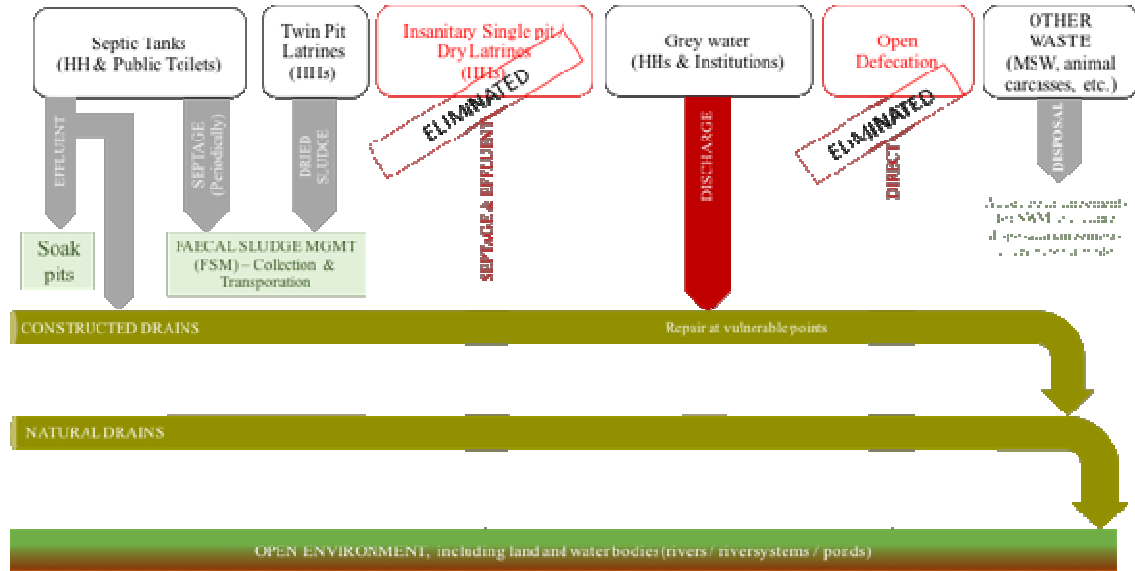 Septic Tanks
(HH & Public Toilets)
Twin Pit
Latrines
(HHs)
Insanitary Single pit /
Dry Latrines
(HHs)
ELIMINATED
Grey water
(HHs & Institutions)
Open
Defecation
ELIMINATED
OTHER
WASTE
(MSW, animal
carcasses, etc.)
EFFLUENT
SEPTAGE
(Periodically)
DRIED
SLUDGE
SEPTAGE & EFFLUENT
DISCHARGE
DIRECT
DISPOSAL
Soak
pits
FAECAL SLUDGE MGMT
(FSM) – Collection &
Transporation
CONSTRUCTED DRAINS
Repair at vulnerable points
NATURAL DRAINS
OPEN ENVIRONMENT, including land and water bodies (rivers / riversystems / ponds)